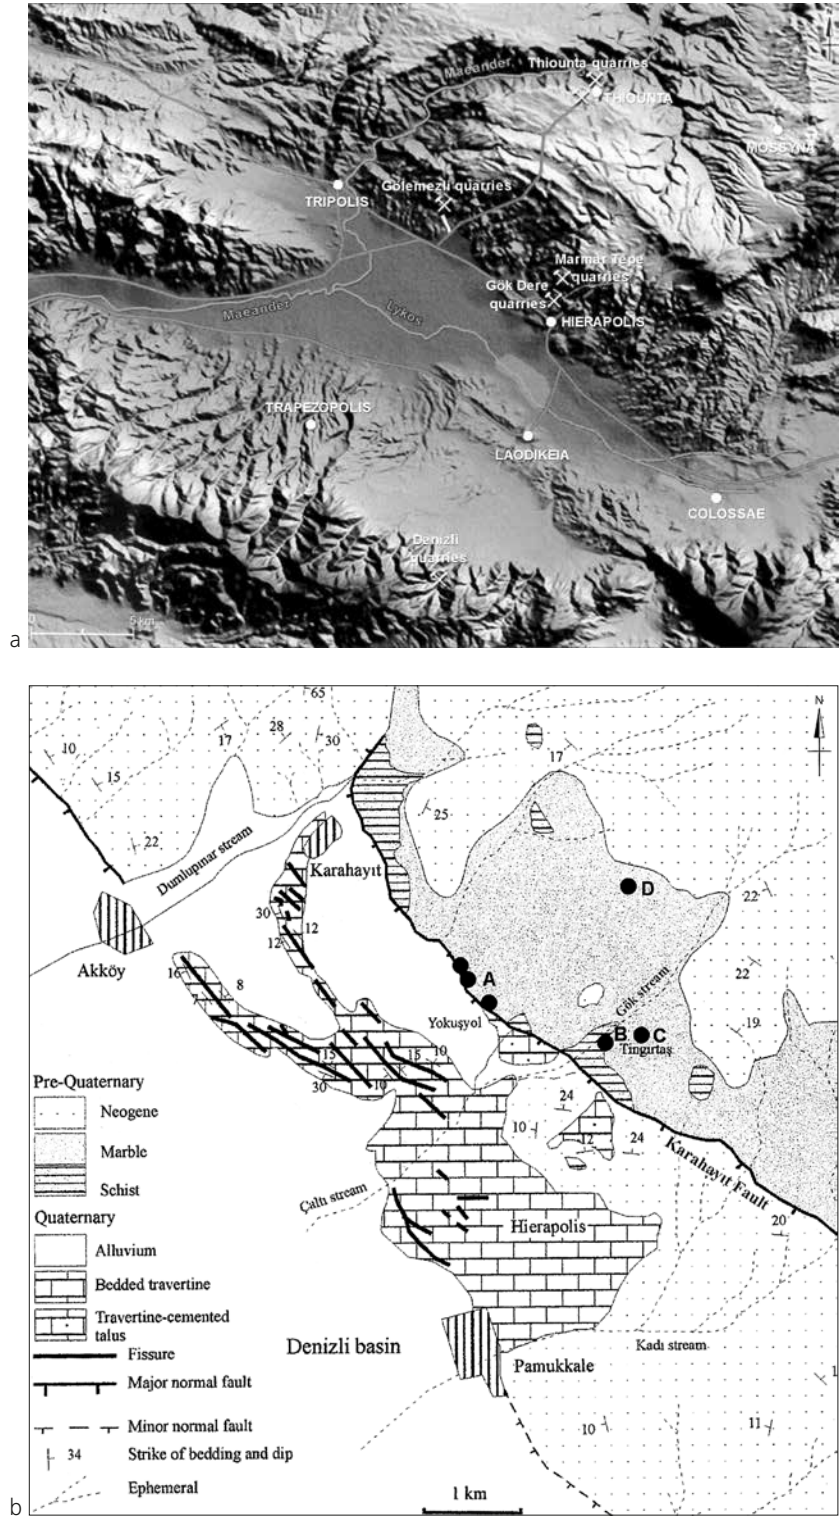 Thiounta quarries
Maeander
THIOUNTA
MOSSYNA
Gölemezli quarries
TRIPOLIS
Marmar Tepe
quarries
Gök Dere
quarries
Maeander
Lykos
HIERAPOLIS
TRAPEZOPOLIS
LAODIKEIA
COLOSSAE
Denizli
quarries
0
5 km
a
N
65
10
17
28
30
15
17
25
22
Dumlupınar stream
Karahayıt
D
22
30
12
12
Akköy
16
8
A
Gök stream
22
7
Yokuşyol
19
B
C
Tıngırtaş
15
15
10
30
10
24
10
12
24
Karahayıt Fault
Pre-Quaternary
Neogene
Marble
Schist
Quaternary
Çaltı stream
Hierapolis
20
Alluvium
Bedded travertine
Travertine-cemented
talus
Fissure
Denizli basin
Kadı stream
Pamukkale
Major normal fault
Minor normal fault
34
Strike of bedding and dip
10
11
Ephemeral
1 km
b